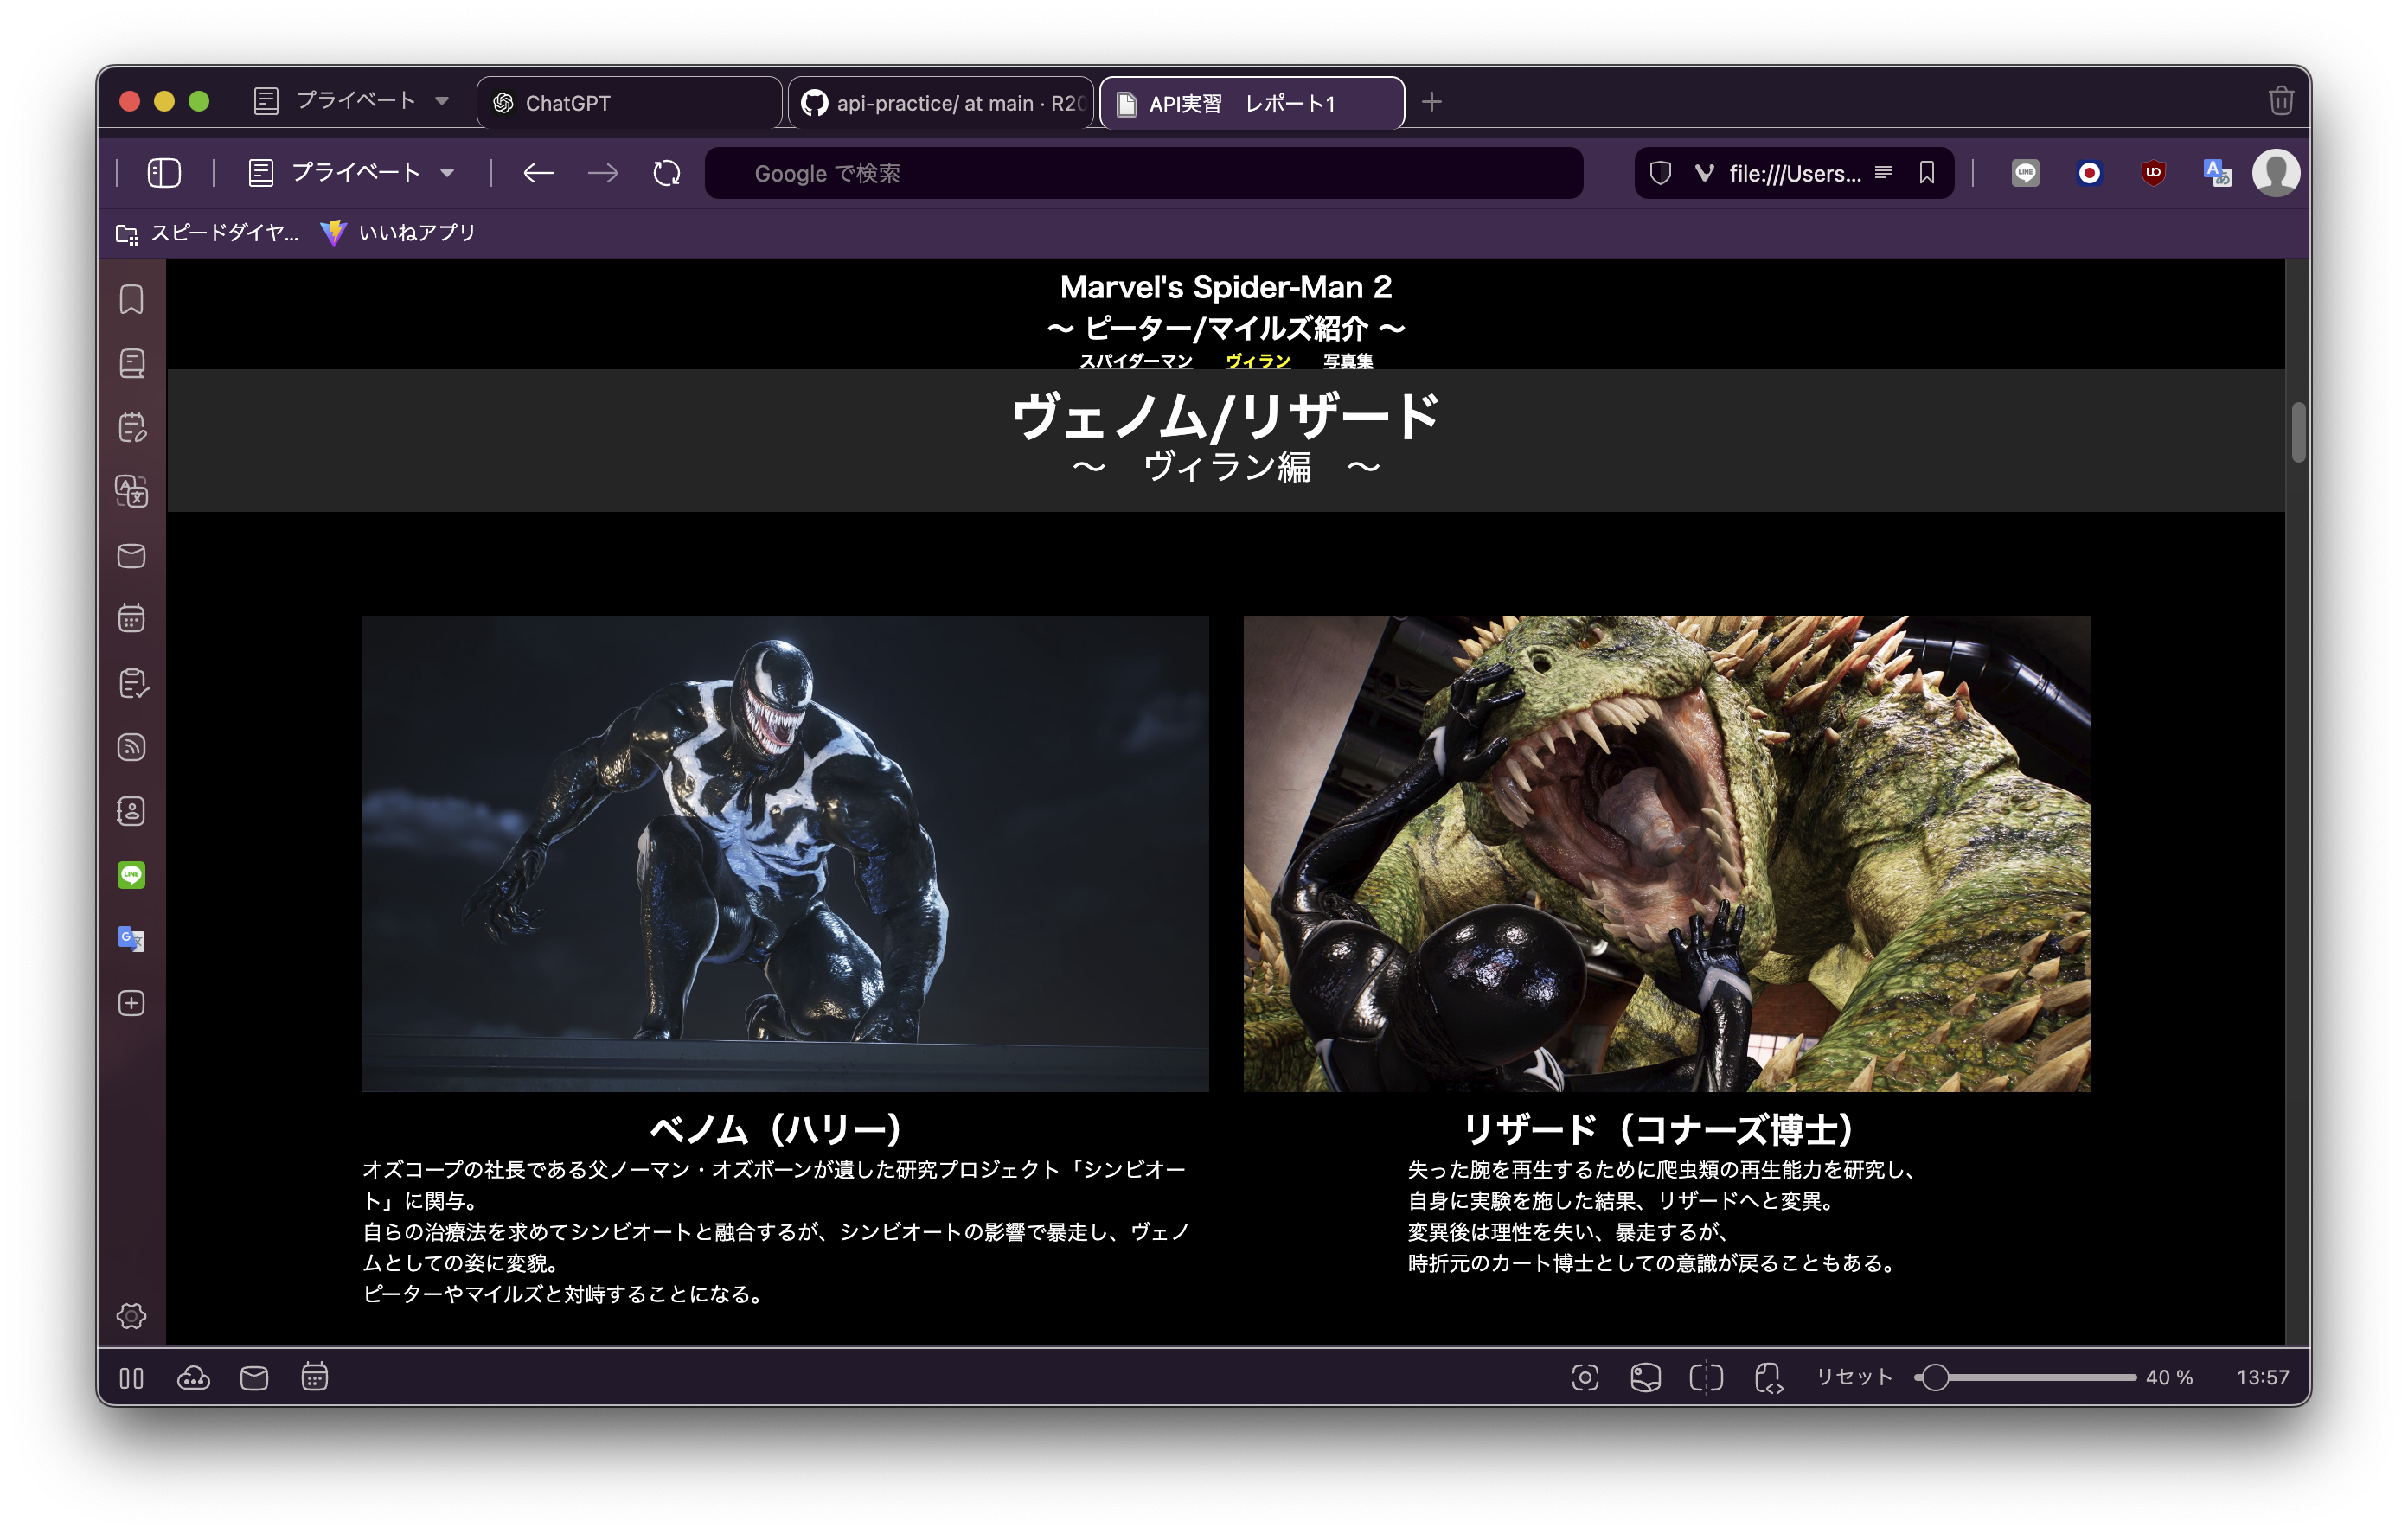 プライベート
ChatGPT
api-practice/ at main · R20
API実習　レポート1
プライベート
Google で検索
file:///Users...
スピードダイヤ...
いいねアプリ
Marvel's Spider-Man 2
～ ピーター/マイルズ紹介 ～
スパイダーマン　ヴィラン　写真集
ヴェノム/リザード
～　ヴィラン編　～
ベノム（ハリー）
オズコープの社長である父ノーマン・オズボーンが遺した研究プロジェクト「シンビオー
ト」に関与。
自らの治療法を求めてシンビオートと融合するが、シンビオートの影響で暴走し、ヴェノ
ムとしての姿に変貌。
ピーターやマイルズと対峙することになる。
リザード（コナーズ博士）
失った腕を再生するために爬虫類の再生能力を研究し、
自身に実験を施した結果、リザードへと変異。
変異後は理性を失い、暴走するが、
時折元のカート博士としての意識が戻ることもある。
リセット
40 %
13:57